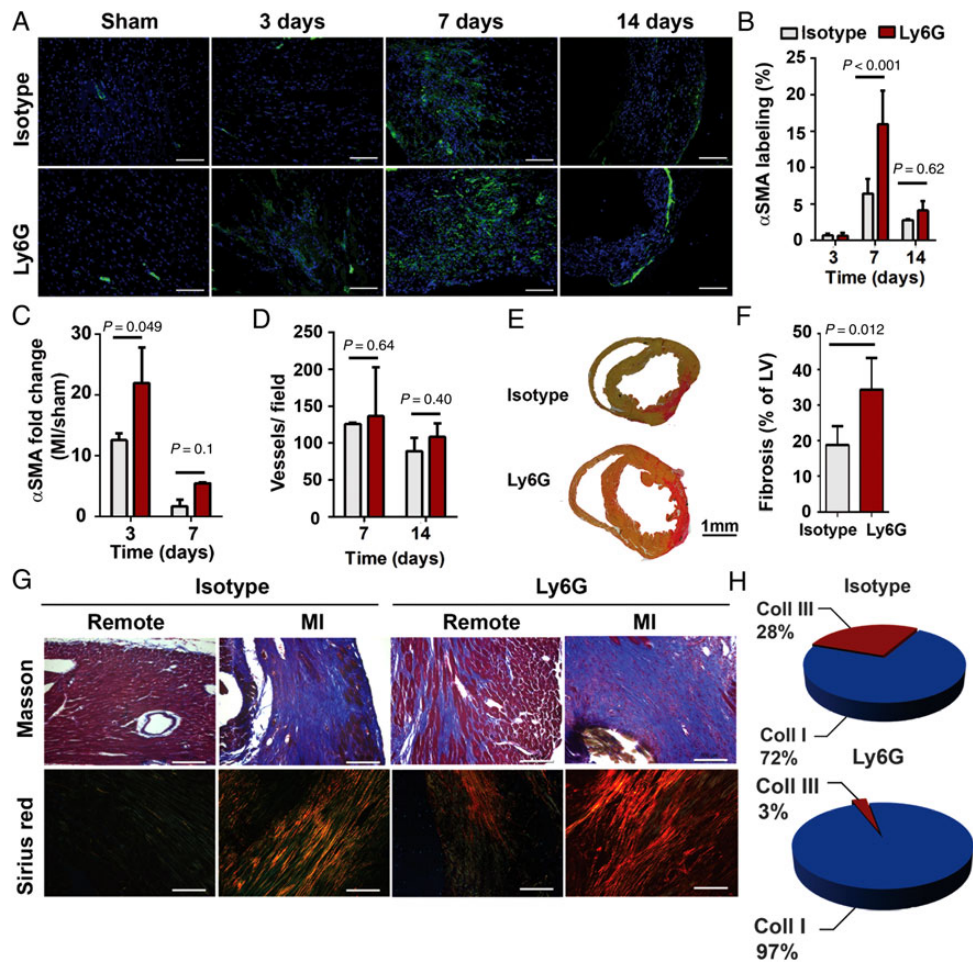 A
Sham
3 days
7 days
14 days
Isotype
Ly6G
B
Isotype
Ly6G
αSMA labeling (%)
25
20
15
10
5
0
P < 0.001
P = 0.62
3
7
14
Time (days)
C
αSMA fold change
(MI/sham)
30
20
10
0
P = 0.049
P = 0.1
3
7
Time (days)
D
Vessels/ field
250
200
150
100
50
0
P = 0.64
P = 0.40
7
14
Time (days)
E
Isotype
Ly6G
1mm
F
Fibrosis (% of LV)
50
40
30
20
10
0
P = 0.012
Isotype
Ly6G
G
Isotype
Ly6G
Remote
MI
Remote
MI
Masson
Sirius red
H
Isotype
Coll III
28%
Coll I
72%
Ly6G
Coll III
3%
Coll I
97%